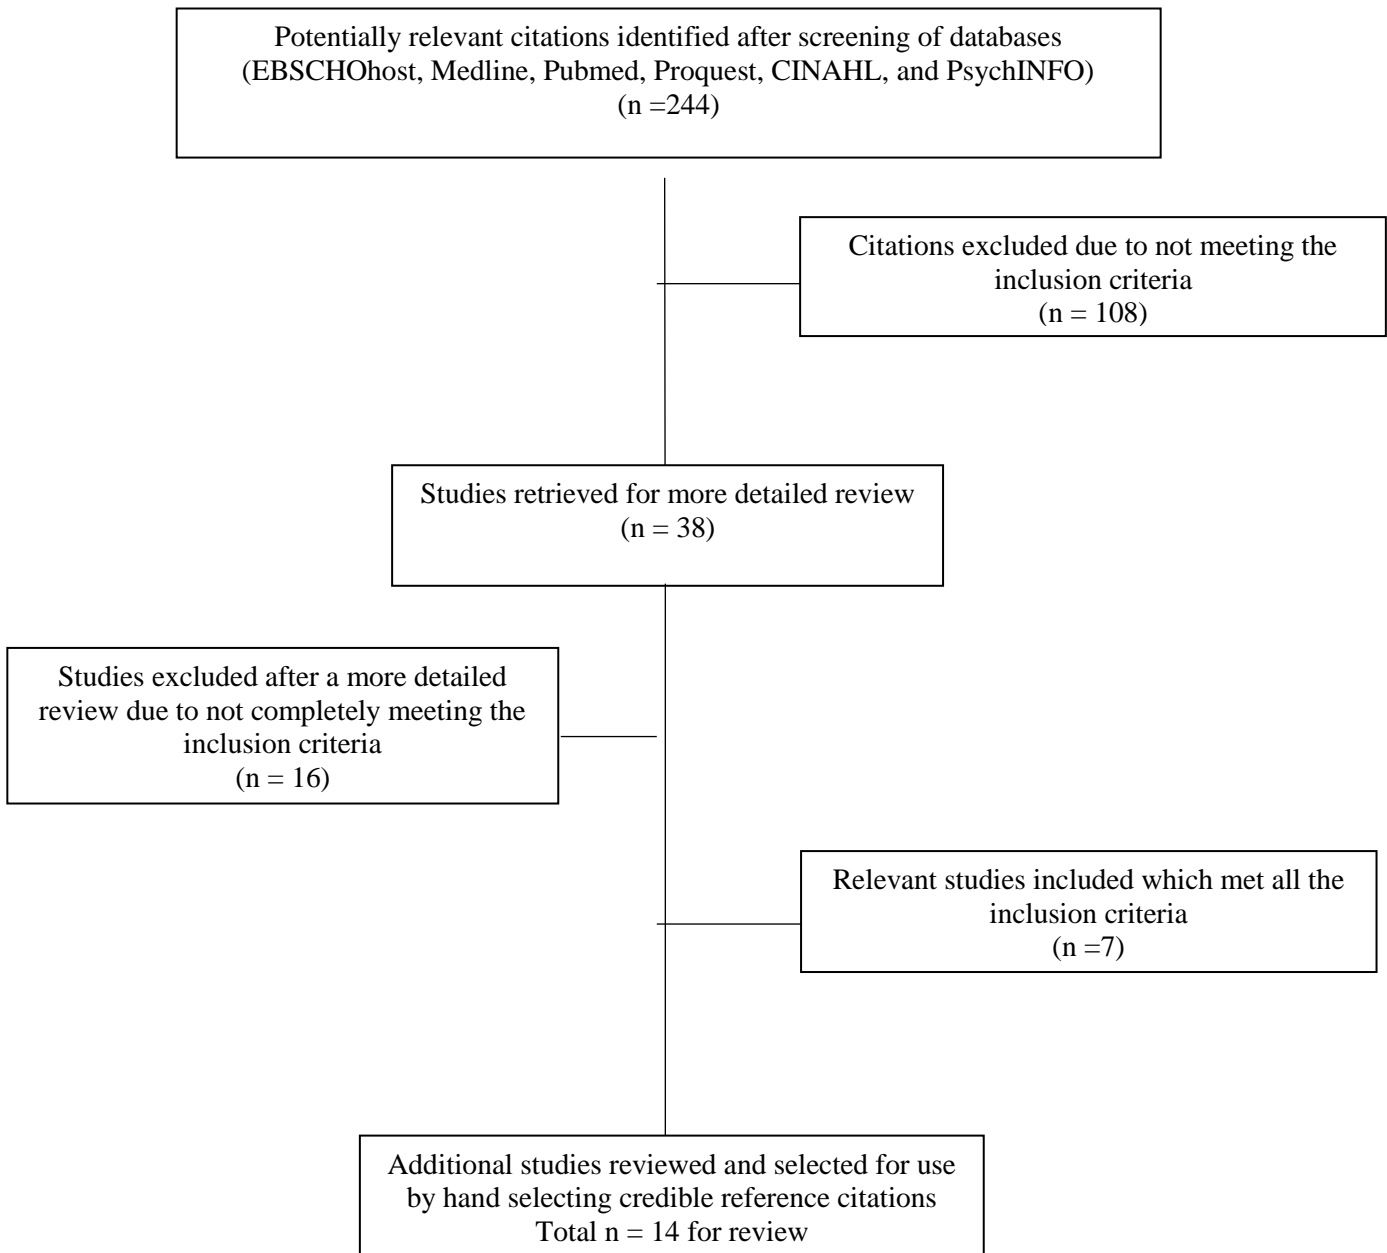 Potentially relevant citations identified after screening of databases
(EBSCHOhost, Medline, Pubmed, Proquest, CINAHL, and PsychINFO)
(n =244)
Citations excluded due to not meeting the
inclusion criteria
(n = 108)
Studies retrieved for more detailed review
(n = 38)
Studies excluded after a more detailed
review due to not completely meeting the
inclusion criteria
(n = 16)
Relevant studies included which met all the
inclusion criteria
(n =7)
Additional studies reviewed and selected for use
by hand selecting credible reference citations
Total n = 14 for review